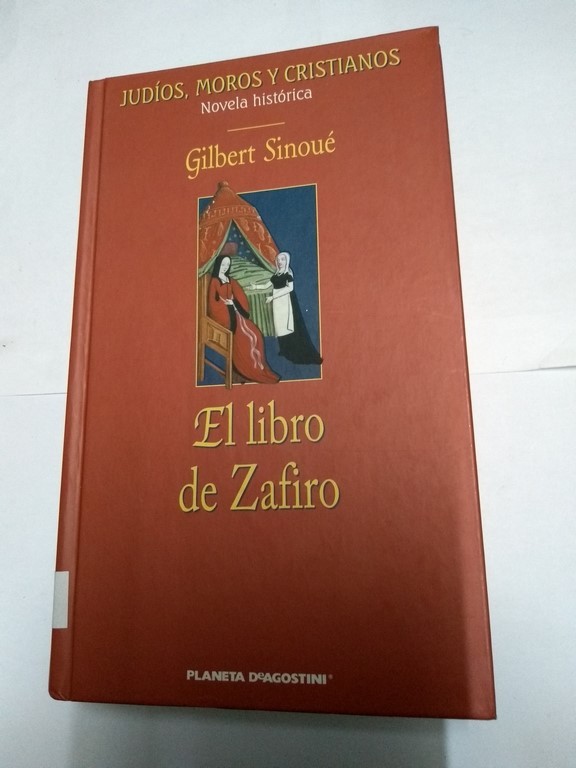 JUDÍOS, MOROS Y CRISTIANOS
Novela histórica
Gilbert Sinoué
El libro
de Zafiro
PLANETA DeAGOSTINI®